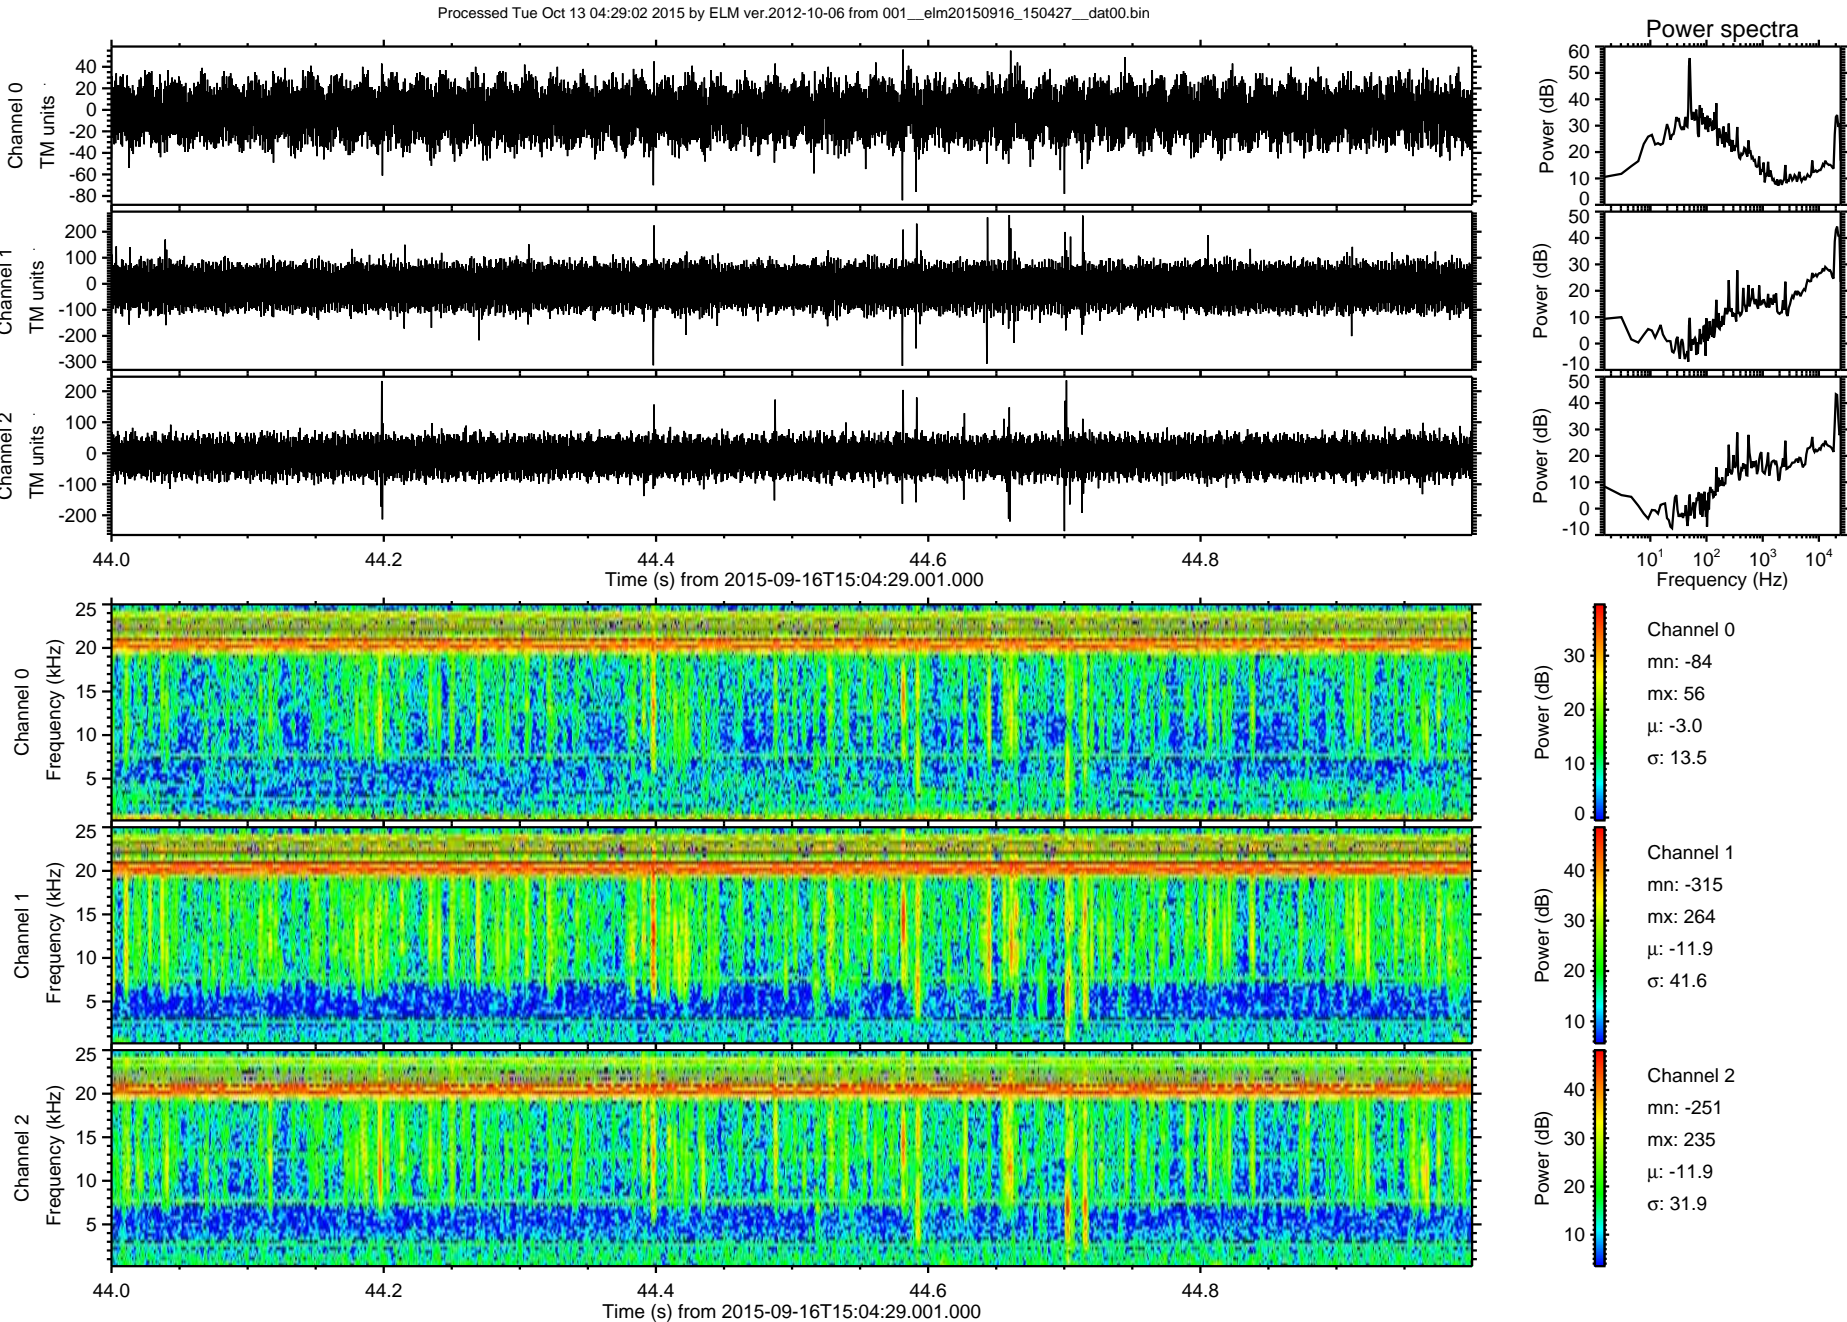 Processed Tue Oct 13 04:29:02 2015 by ELM ver.2012-10-06 from 001__elm20150916_150427__dat00.bin
Power spectra
Channel 0
TM units
40
20
0
-20
-40
-60
-80
Power (dB)
60
50
40
30
20
10
0
Channel 1
TM units
200
100
0
-100
-200
-300
Power (dB)
50
40
30
20
10
0
-10
Channel 2
TM units
200
100
0
-100
-200
Power (dB)
50
40
30
20
10
0
-10
44.0 44.2 44.4 44.6 44.8
Time (s) from 2015-09-16T15:04:29.001.000
10¹ 10² 10³ 10⁴
Frequency (Hz)
Channel 0
Frequency (kHz)
25
20
15
10
5
Power (dB)
30
20
10
0
Channel 0
mn: -84
mx: 56
μ: -3.0
σ: 13.5
Channel 1
Frequency (kHz)
25
20
15
10
5
Power (dB)
40
30
20
10
Channel 1
mn: -315
mx: 264
μ: -11.9
σ: 41.6
Channel 2
Frequency (kHz)
25
20
15
10
5
Power (dB)
40
30
20
10
Channel 2
mn: -251
mx: 235
μ: -11.9
σ: 31.9
44.0 44.2 44.4 44.6 44.8
Time (s) from 2015-09-16T15:04:29.001.000